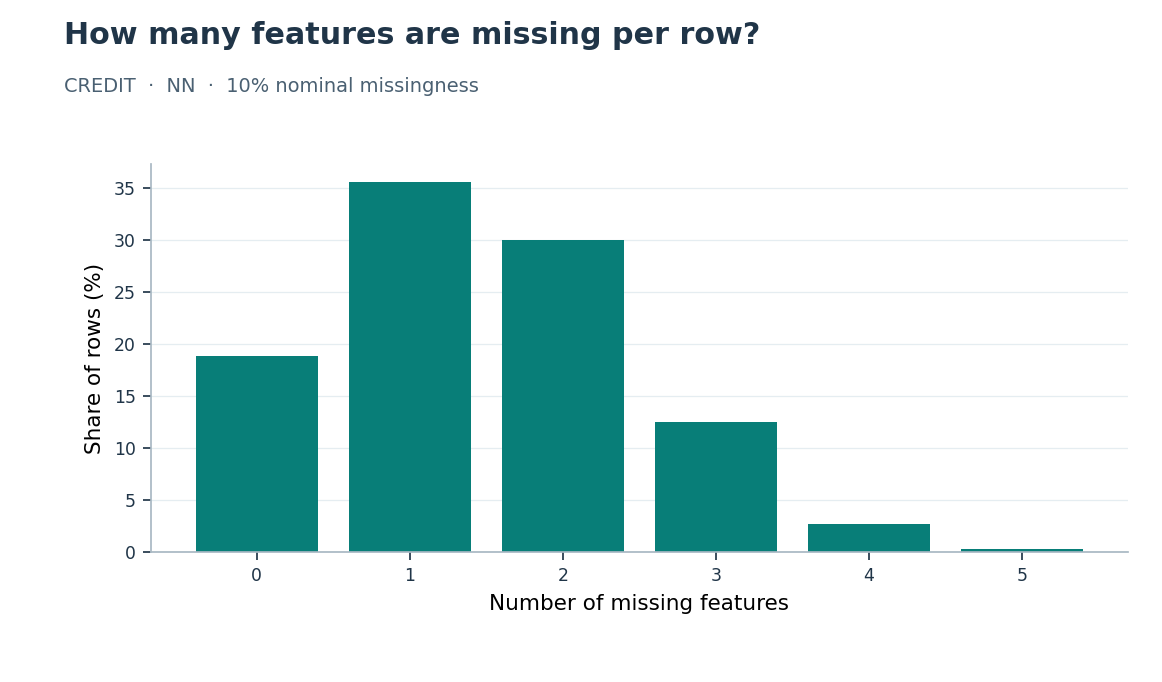 How many features are missing per row?
CREDIT · NN · 10% nominal missingness
Share of rows (%)
35
30
25
20
15
10
5
0
0 1 2 3 4 5
Number of missing features